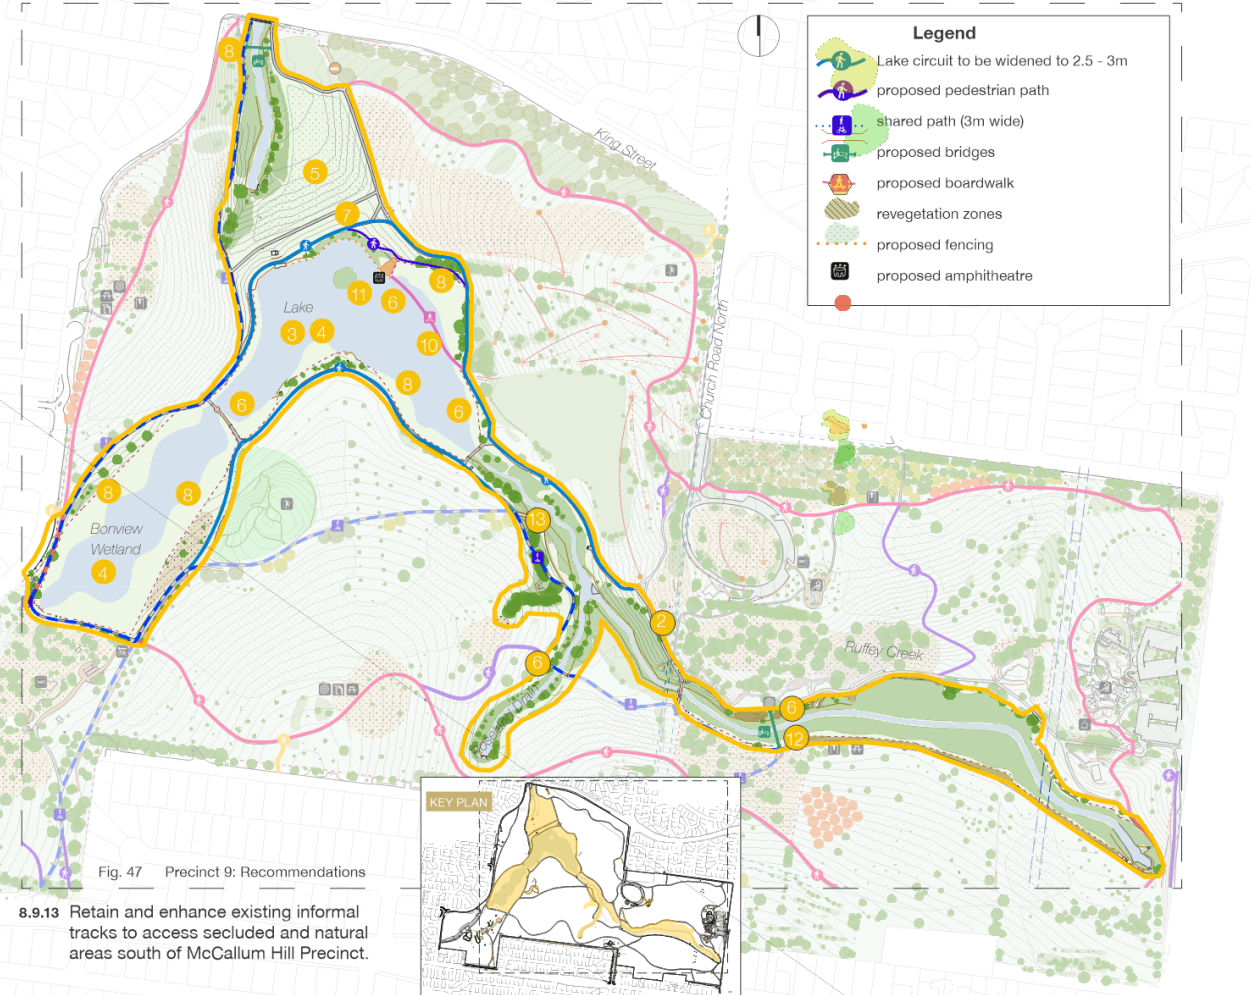 Legend
Lake circuit to be widened to 2.5 - 3m
proposed pedestrian path
shared path (3m wide)
proposed bridges
proposed boardwalk
revegetation zones
proposed fencing
proposed amphitheatre
8
King Street
5
7
8
11
6
Lake
3
4
10
Church Road North
8
6
6
8
8
13
Bonview
Wetland
4
2
Ruffey Creek
6
6
12
KEY PLAN
Fig. 47 Precinct 9: Recommendations
8.9.13 Retain and enhance existing informal
tracks to access secluded and natural
areas south of McCallum Hill Precinct.